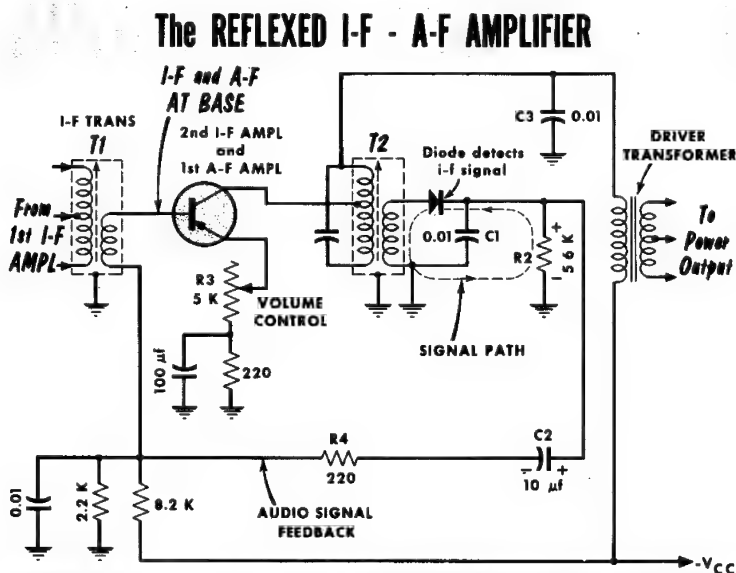 The REFLEXED I-F - A-F AMPLIFIER
I-F and A-F
AT BASE
I-F TRANS
T1
2nd I-F AMPL
and
1st A-F AMPL
T2
Diode detects
i-f signal
C3
0.01
DRIVER
TRANSFORMER
From
1st I-F
AMPL
0.01
C1
R2
56K
+
−
To
Power
Output
R3
5 K
VOLUME
CONTROL
SIGNAL PATH
100 µf
220
R4
220
C2
− +
10 µf
0.01
2.2 K
8.2 K
AUDIO SIGNAL
FEEDBACK
-VCC